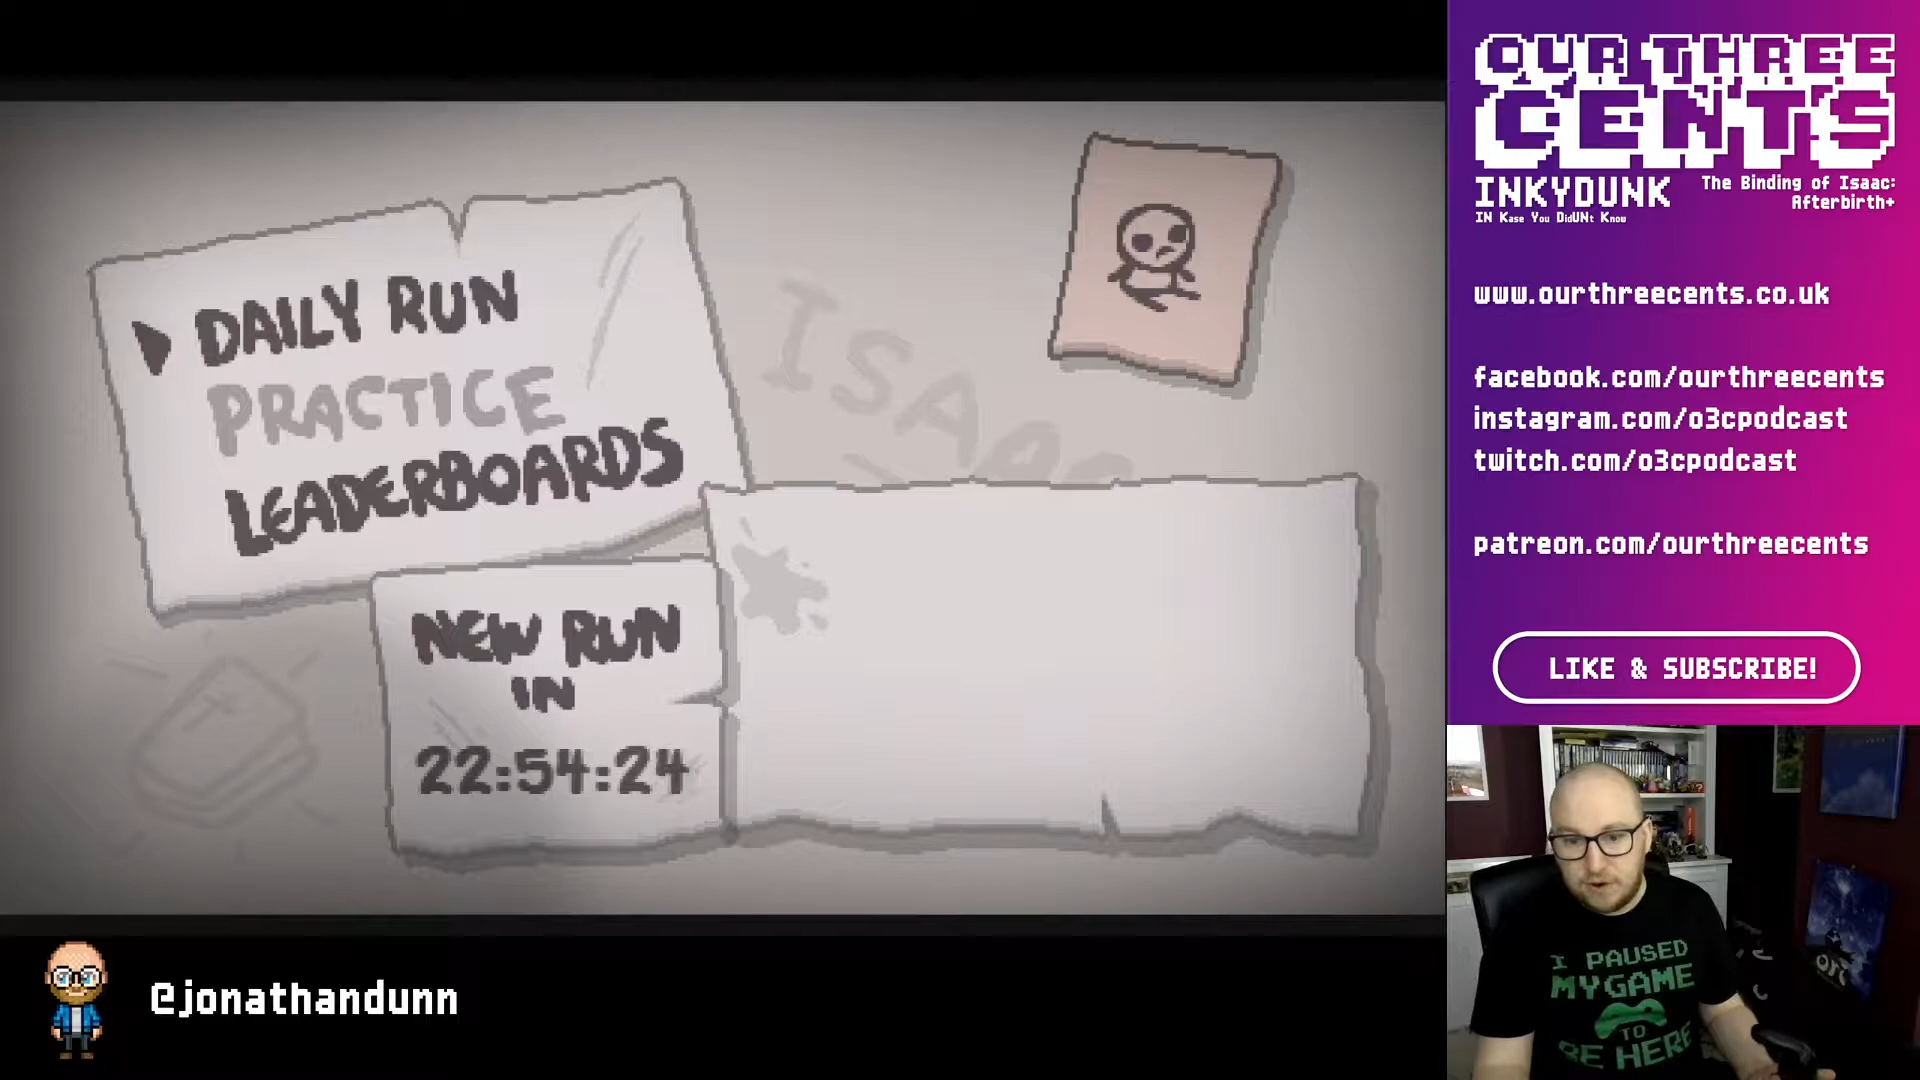 DAILY RUN
PRACTICE
LEADERBOARDS
NEW RUN
IN
22:54:24
ISAAC
@jonathandunn
OUR THREE
CENTS
INKYDUNK
IN Kase You DidUNt Know
The Binding of Isaac:
Afterbirth+
www.ourthreecents.co.uk
facebook.com/ourthreecents
instagram.com/o3cpodcast
twitch.com/o3cpodcast
patreon.com/ourthreecents
LIKE & SUBSCRIBE!
I PAUSED
MY GAME
TO
BE HERE
ORI